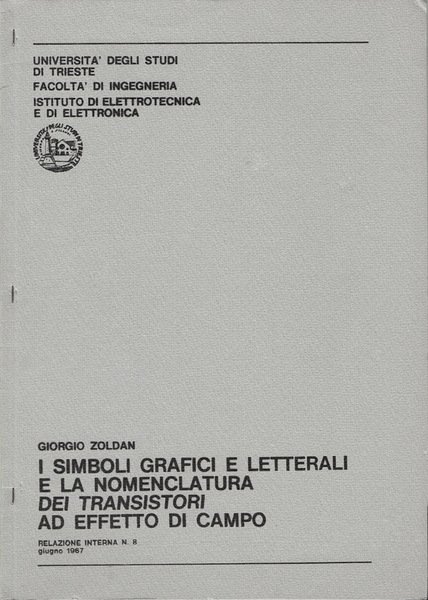 UNIVERSITA' DEGLI STUDI
DI TRIESTE
FACOLTA' DI INGEGNERIA
ISTITUTO DI ELETTROTECNICA
E DI ELETTRONICA
GIORGIO ZOLDAN
I SIMBOLI GRAFICI E LETTERALI
E LA NOMENCLATURA
DEI TRANSISTORI
AD EFFETTO DI CAMPO
RELAZIONE INTERNA N. 8
giugno 1967